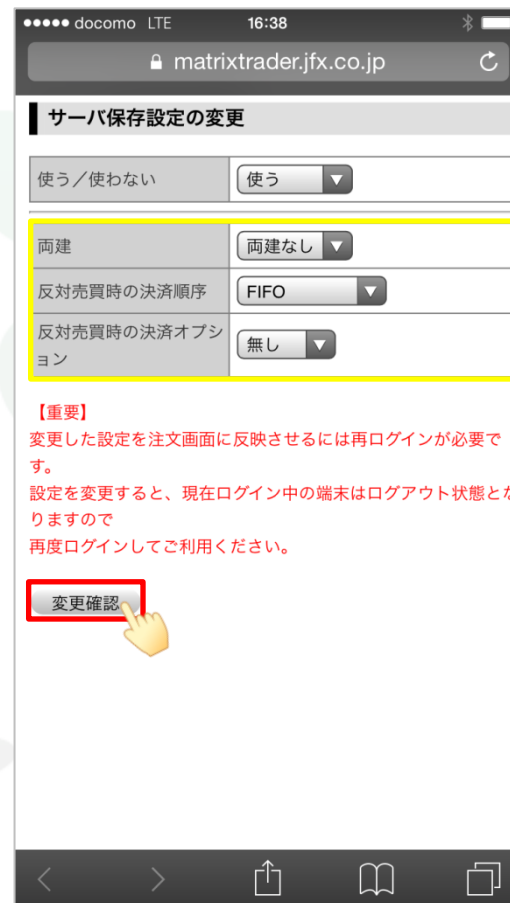 docomo LTE 16:38
matrixtrader.jfx.co.jp
サーバ保存設定の変更
使う／使わない 使う
両建 両建なし
反対売買時の決済順序 FIFO
反対売買時の決済オプシ
ョン 無し
【重要】
変更した設定を注文画面に反映させるには再ログインが必要で
す。
設定を変更すると、現在ログイン中の端末はログアウト状態とな
りますので
再度ログインしてご利用ください。
変更確認